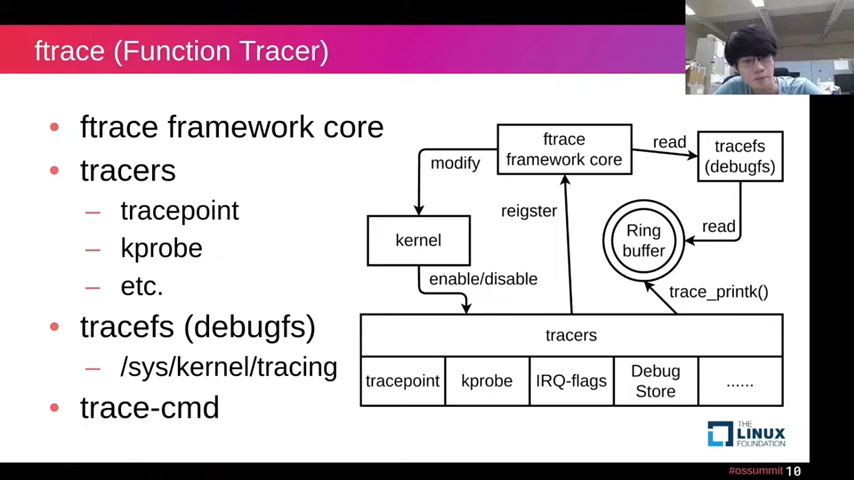 ftrace (Function Tracer)
• ftrace framework core
• tracers
– tracepoint
– kprobe
– etc.
• tracefs (debugfs)
– /sys/kernel/tracing
• trace-cmd
ftrace
framework core
read
tracefs
(debugfs)
modify
reigster
Ring
buffer
read
kernel
enable/disable
trace_printk()
tracers
tracepoint
kprobe
IRQ-flags
Debug
Store
......
THE
LINUX
FOUNDATION
#ossummit 10